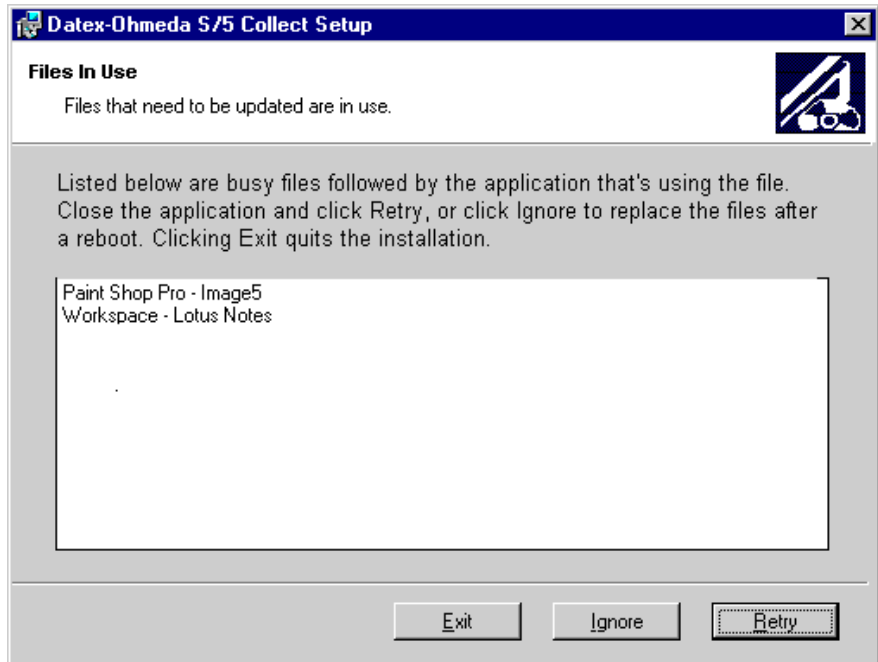 Datex-Ohmeda S/5 Collect Setup
Files In Use
Files that need to be updated are in use.
Listed below are busy files followed by the application that's using the file.
Close the application and click Retry, or click Ignore to replace the files after
a reboot. Clicking Exit quits the installation.
Paint Shop Pro - Image5
Workspace - Lotus Notes
Exit Ignore Retry